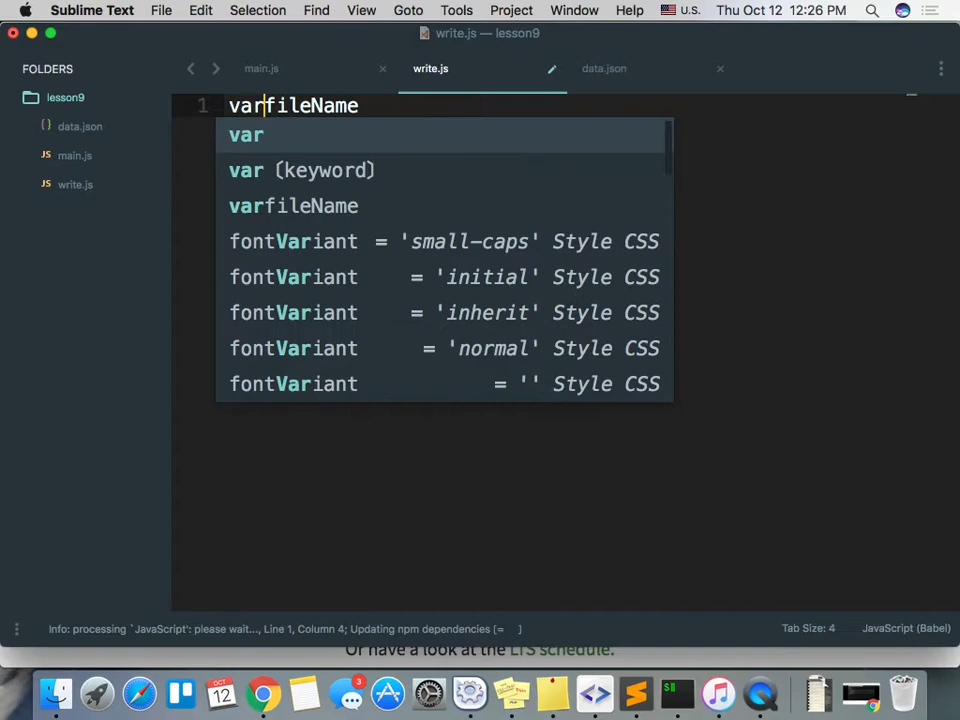 Sublime Text File Edit Selection Find View Goto Tools Project Window Help U.S. Thu Oct 12 12:26 PM
write.js — lesson9
FOLDERS
lesson9
data.json
main.js
write.js
main.js
write.js
data.json
1 varfileName
var
var (keyword)
varfileName
fontVariant = 'small-caps' Style CSS
fontVariant = 'initial' Style CSS
fontVariant = 'inherit' Style CSS
fontVariant = 'normal' Style CSS
fontVariant = '' Style CSS
Info: processing `JavaScript': please wait..., Line 1, Column 4; Updating npm dependencies [= ] Tab Size: 4 JavaScript (Babel)
Or have a look at the LTS schedule.
OCT
12
3